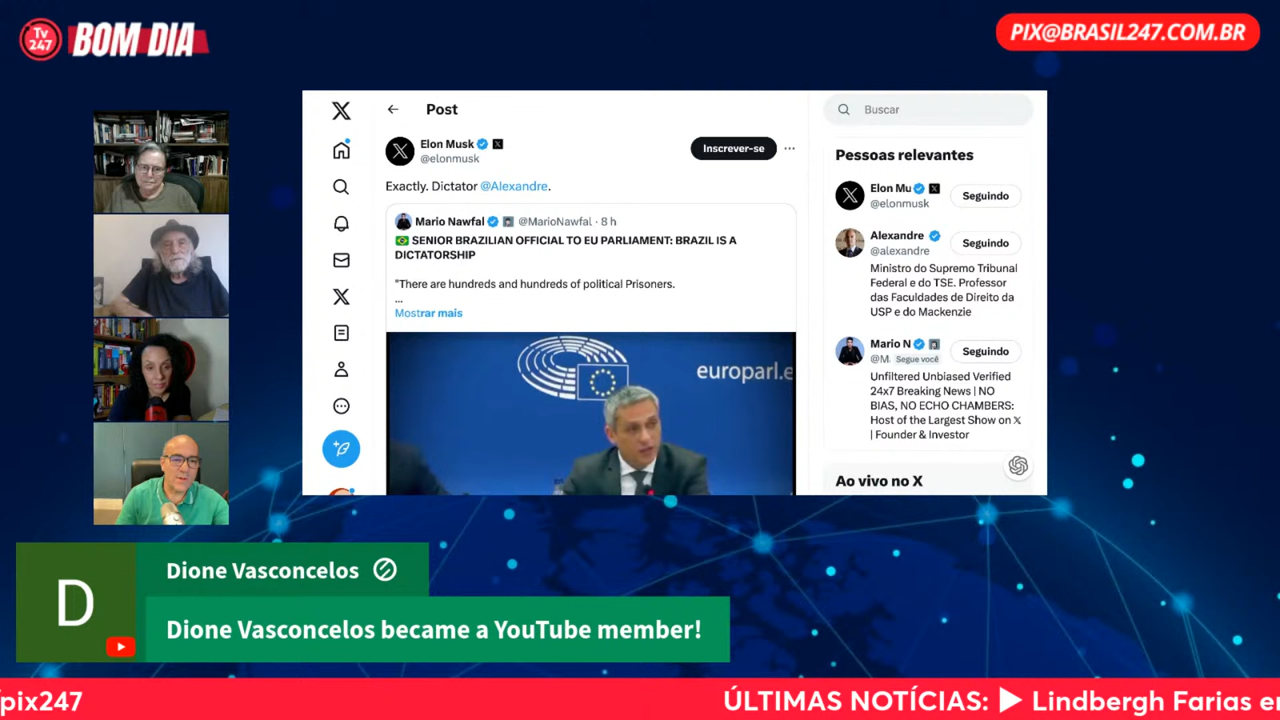 Tv
247
BOM DIA
PIX@BRASIL247.COM.BR
Post
Elon Musk
@elonmusk
Inscrever-se
Exactly. Dictator @Alexandre.
Mario Nawfal @MarioNawfal · 8 h
🇧🇷 SENIOR BRAZILIAN OFFICIAL TO EU PARLIAMENT: BRAZIL IS A
DICTATORSHIP
"There are hundreds and hundreds of political Prisoners.
...
Mostrar mais
europarl.e
Buscar
Pessoas relevantes
Elon Mu
@elonmusk
Seguindo
Alexandre
@alexandre
Seguindo
Ministro do Supremo Tribunal
Federal e do TSE. Professor
das Faculdades de Direito da
USP e do Mackenzie
Mario N
@M. Segue você
Seguindo
Unfiltered Unbiased Verified
24x7 Breaking News | NO
BIAS, NO ECHO CHAMBERS:
Host of the Largest Show on 𝕏
| Founder & Investor
Ao vivo no X
D
Dione Vasconcelos
Dione Vasconcelos became a YouTube member!
/pix247
ÚLTIMAS NOTÍCIAS: ▶ Lindbergh Farias e